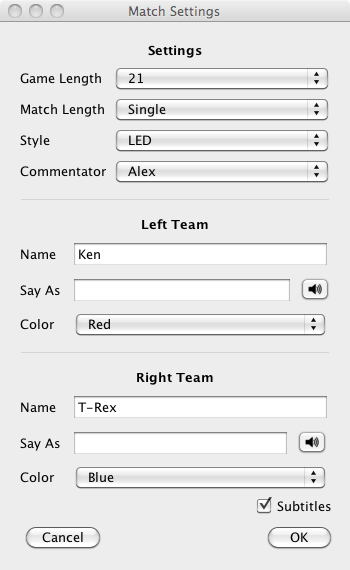 Match Settings
Settings
Game Length 21
Match Length Single
Style LED
Commentator Alex
Left Team
Name Ken
Say As
Color Red
Right Team
Name T-Rex
Say As
Color Blue
Subtitles
Cancel OK